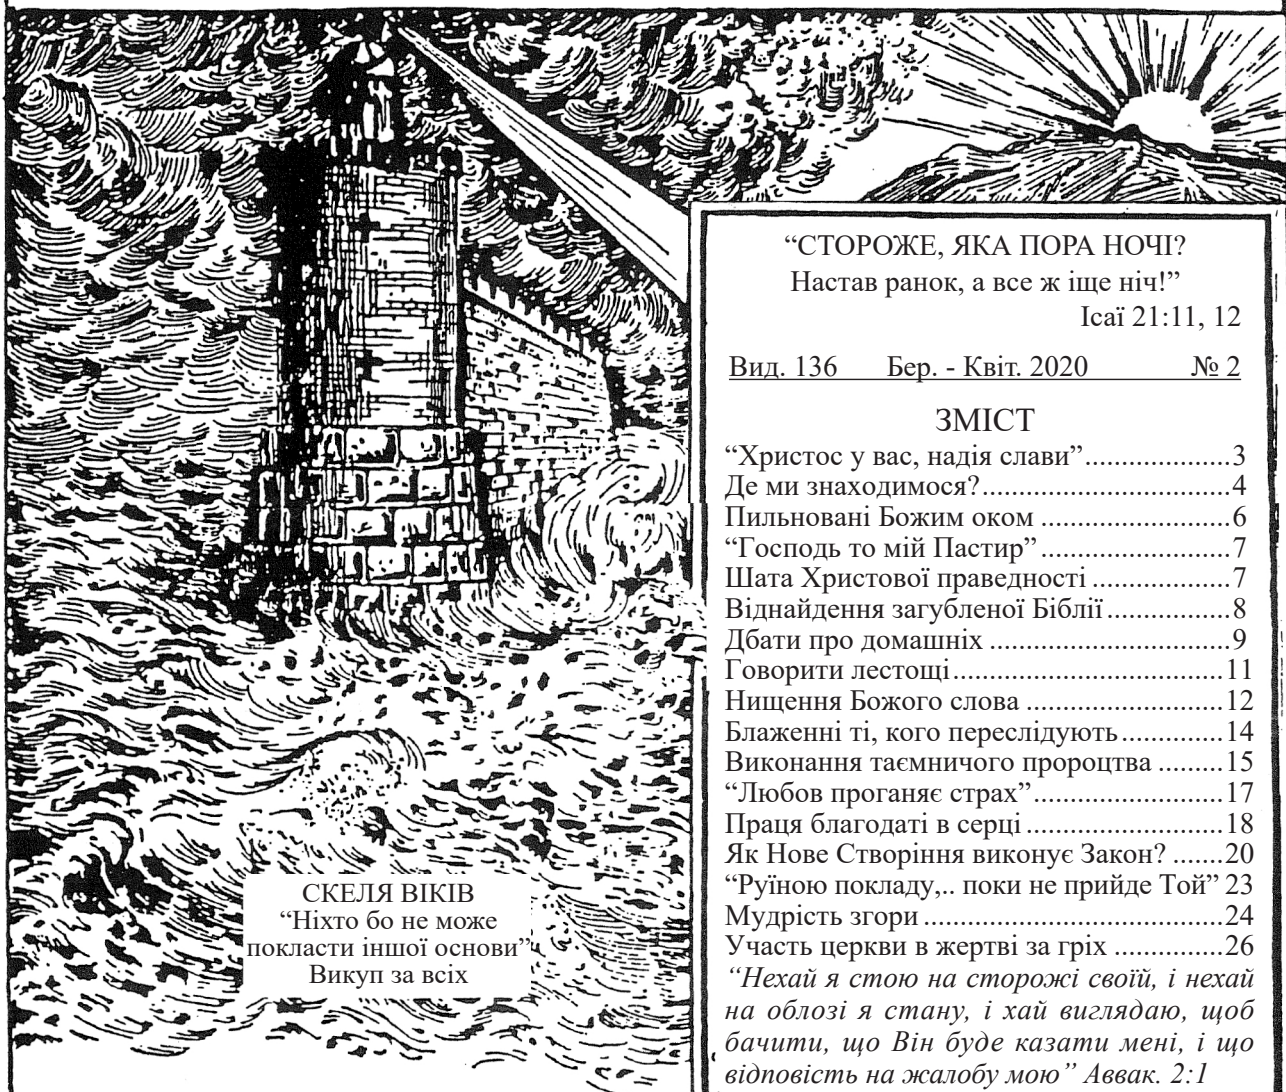 “СТОРОЖЕ, ЯКА ПОРА НОЧІ?
Настав ранок, а все ж іще ніч!”
Ісаї 21:11, 12
Вид. 136 Бер. - Квіт. 2020 № 2
ЗМІСТ
“Христос у вас, надія слави”....................3
Де ми знаходимося?..................................4
Пильновані Божим оком ..........................6
“Господь то мій Пастир” ..........................7
Шата Христової праведності ...................7
Віднайдення загубленої Біблії .................8
Дбати про домашніх .................................9
Говорити лестощі.....................................11
Нищення Божого слова ............................12
Блаженні ті, кого переслідують ..............14
Виконання таємничого пророцтва .........15
“Любов проганяє страх”...........................17
Праця благодаті в серці ...........................18
Як Нове Створіння виконує Закон? .......20
“Руїною покладу,.. поки не прийде Той” 23
Мудрість згори .........................................24
Участь церкви в жертві за гріх ...............26
“Нехай я стою на сторожі своїй, і нехай
на облозі я стану, і хай виглядаю, щоб
бачити, що Він буде казати мені, і що
відповість на жалобу мою” Аввак. 2:1
СКЕЛЯ ВІКІВ
“Ніхто бо не може
покласти іншої основи”
Викуп за всіх